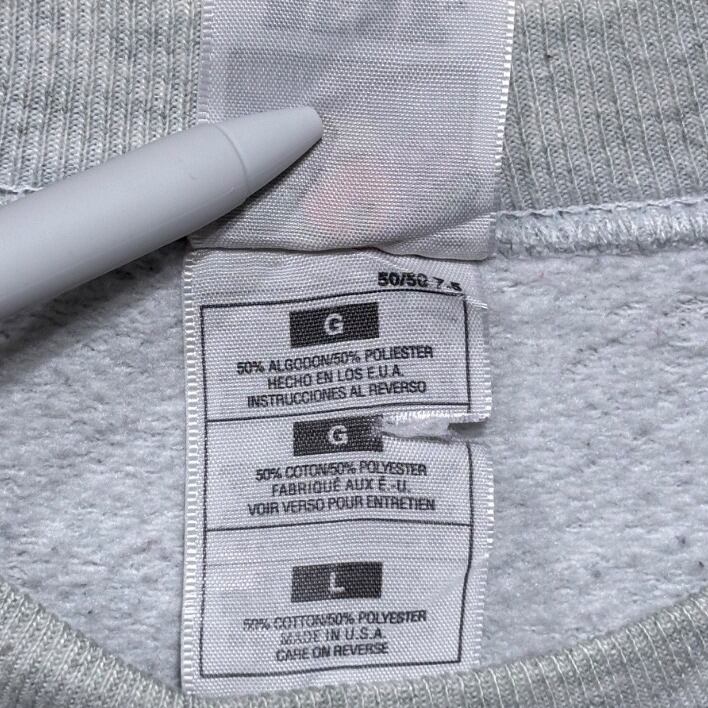 50/50 7-5
G
50% ALGODON/50% POLIESTER
HECHO EN LOS E.U.A.
INSTRUCCIONES AL REVERSO
G
50% COTON/50% POLYESTER
FABRIQUÉ AUX É.-U.
VOIR VERSO POUR ENTRETIEN
L
50% COTTON/50% POLYESTER
MADE IN U.S.A.
CARE ON REVERSE